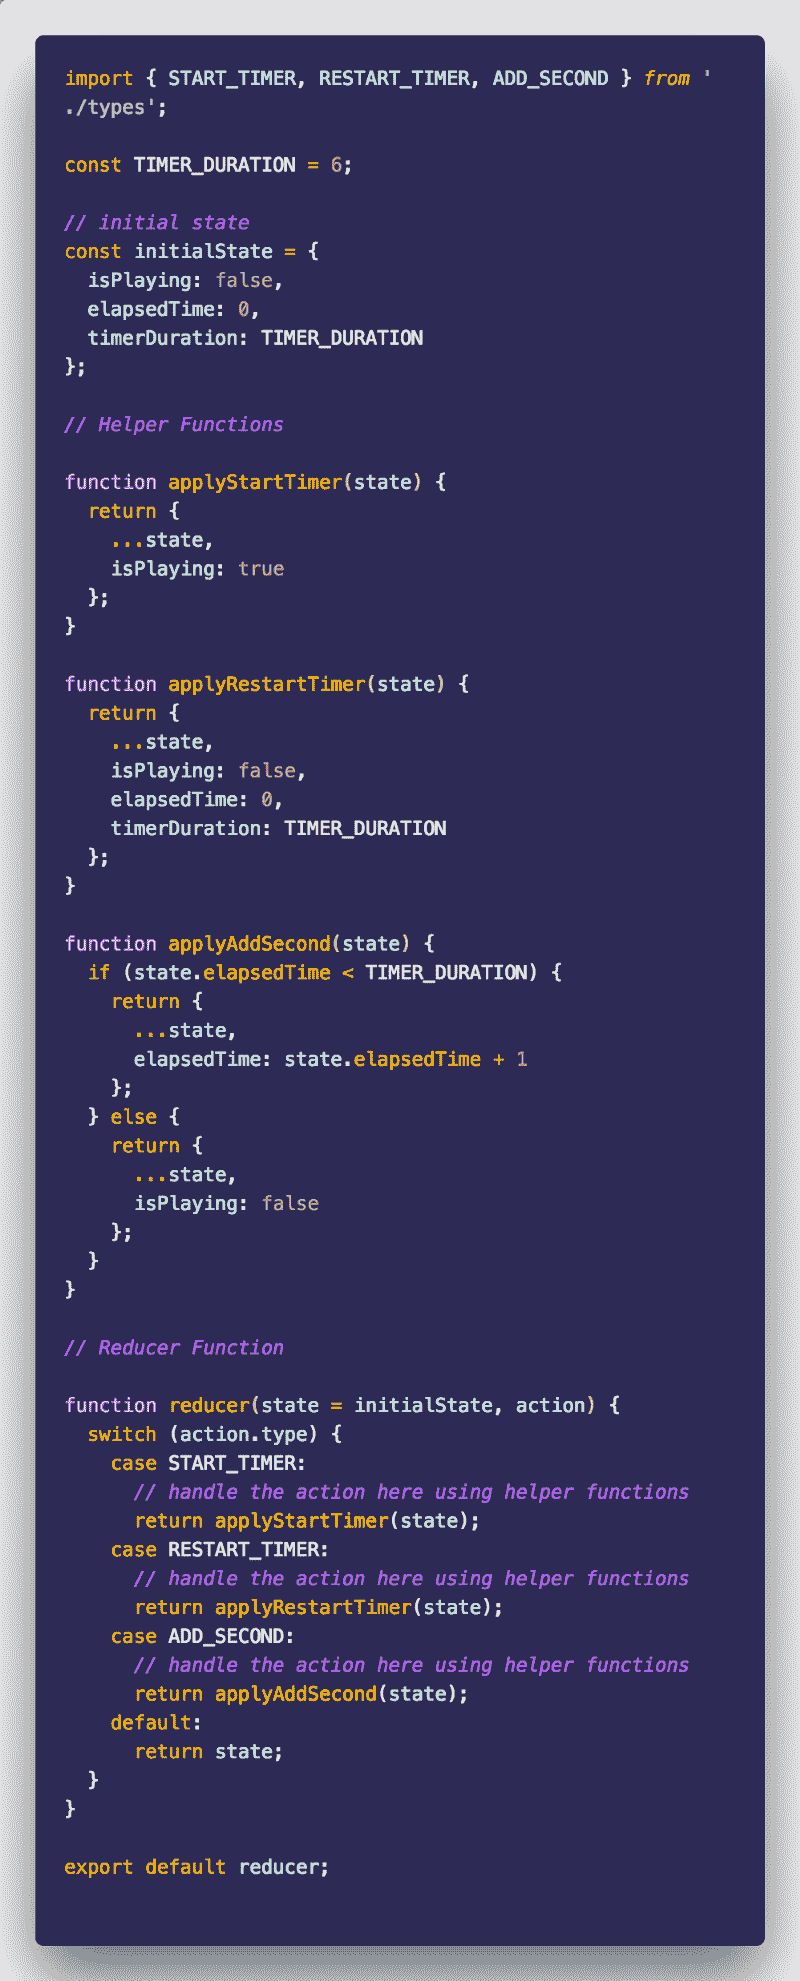 import { START_TIMER, RESTART_TIMER, ADD_SECOND } from '
./types';

const TIMER_DURATION = 6;

// initial state
const initialState = {
  isPlaying: false,
  elapsedTime: 0,
  timerDuration: TIMER_DURATION
};

// Helper Functions

function applyStartTimer(state) {
  return {
    ...state,
    isPlaying: true
  };
}

function applyRestartTimer(state) {
  return {
    ...state,
    isPlaying: false,
    elapsedTime: 0,
    timerDuration: TIMER_DURATION
  };
}

function applyAddSecond(state) {
  if (state.elapsedTime < TIMER_DURATION) {
    return {
      ...state,
      elapsedTime: state.elapsedTime + 1
    };
  } else {
    return {
      ...state,
      isPlaying: false
    };
  }
}

// Reducer Function

function reducer(state = initialState, action) {
  switch (action.type) {
    case START_TIMER:
      // handle the action here using helper functions
      return applyStartTimer(state);
    case RESTART_TIMER:
      // handle the action here using helper functions
      return applyRestartTimer(state);
    case ADD_SECOND:
      // handle the action here using helper functions
      return applyAddSecond(state);
    default:
      return state;
  }
}

export default reducer;